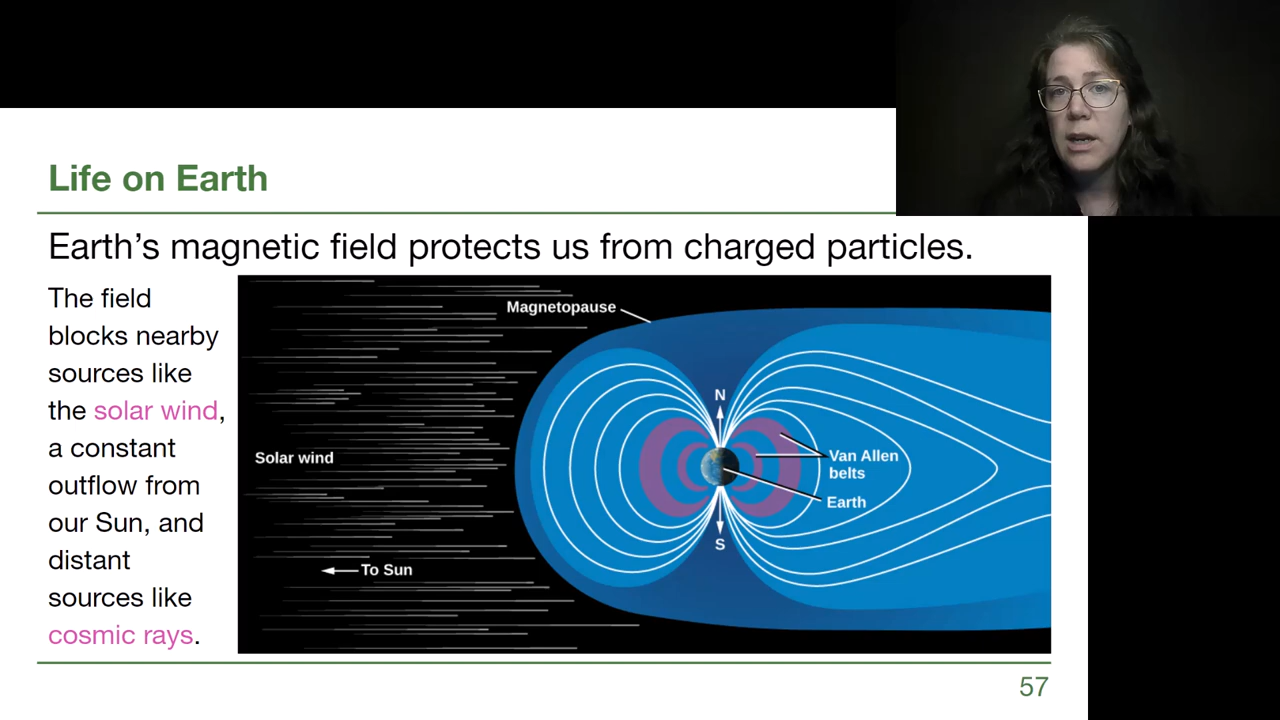 Life on Earth
Earth’s magnetic field protects us from charged particles.
The field
blocks nearby
sources like
the solar wind,
a constant
outflow from
our Sun, and
distant
sources like
cosmic rays.
Magnetopause
N
Solar wind
Van Allen
belts
Earth
S
To Sun
57